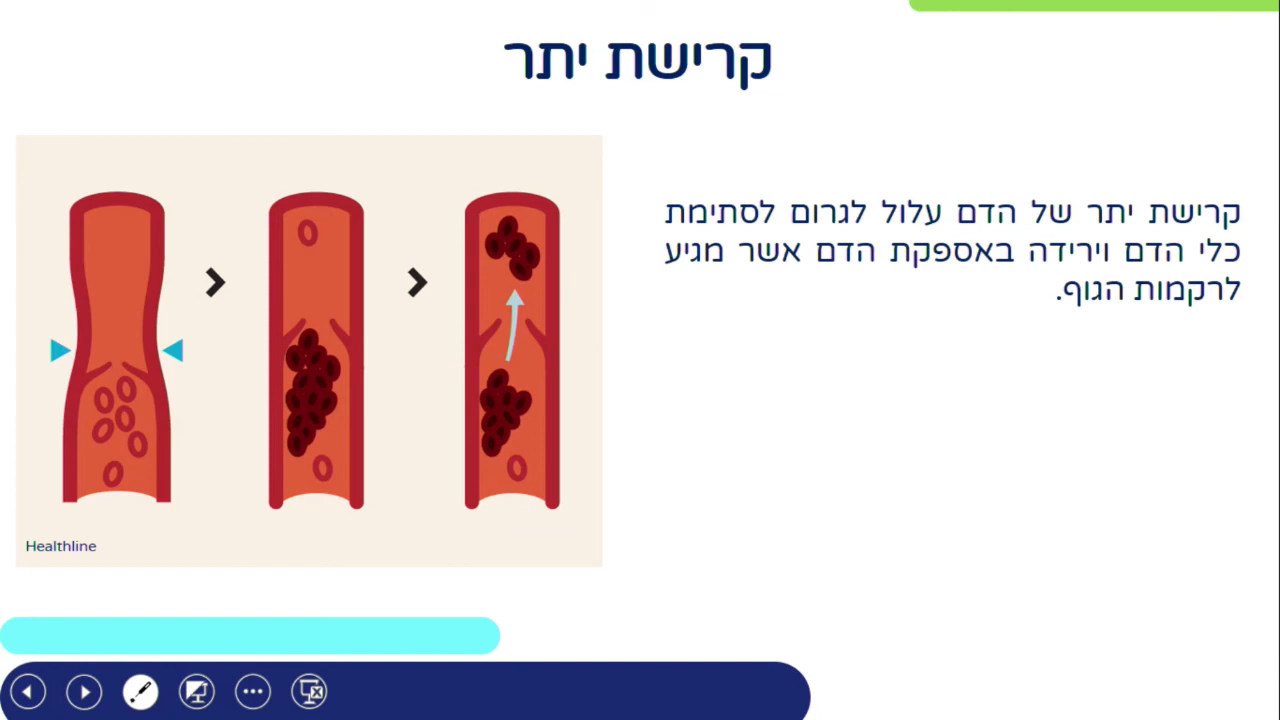 קרישת יתר
קרישת יתר של הדם עלול לגרום לסתימת
כלי הדם וירידה באספקת הדם אשר מגיע
לרקמות הגוף.
Healthline